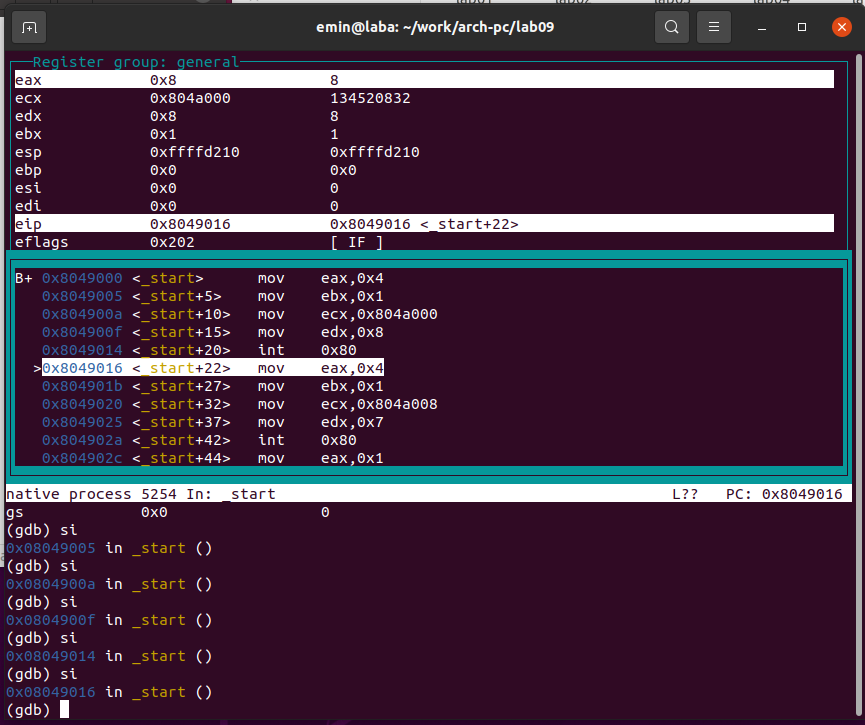 emin@laba: ~/work/arch-pc/lab09
Register group: general
eax 0x8 8
ecx 0x804a000 134520832
edx 0x8 8
ebx 0x1 1
esp 0xffffd210 0xffffd210
ebp 0x0 0x0
esi 0x0 0
edi 0x0 0
eip 0x8049016 0x8049016 <_start+22>
eflags 0x202 [ IF ]
B+ 0x8049000 <_start> mov eax,0x4
0x8049005 <_start+5> mov ebx,0x1
0x804900a <_start+10> mov ecx,0x804a000
0x804900f <_start+15> mov edx,0x8
0x8049014 <_start+20> int 0x80
>0x8049016 <_start+22> mov eax,0x4
0x804901b <_start+27> mov ebx,0x1
0x8049020 <_start+32> mov ecx,0x804a008
0x8049025 <_start+37> mov edx,0x7
0x804902a <_start+42> int 0x80
0x804902c <_start+44> mov eax,0x1
native process 5254 In: _start L?? PC: 0x8049016
gs 0x0 0
(gdb) si
0x08049005 in _start ()
(gdb) si
0x0804900a in _start ()
(gdb) si
0x0804900f in _start ()
(gdb) si
0x08049014 in _start ()
(gdb) si
0x08049016 in _start ()
(gdb)